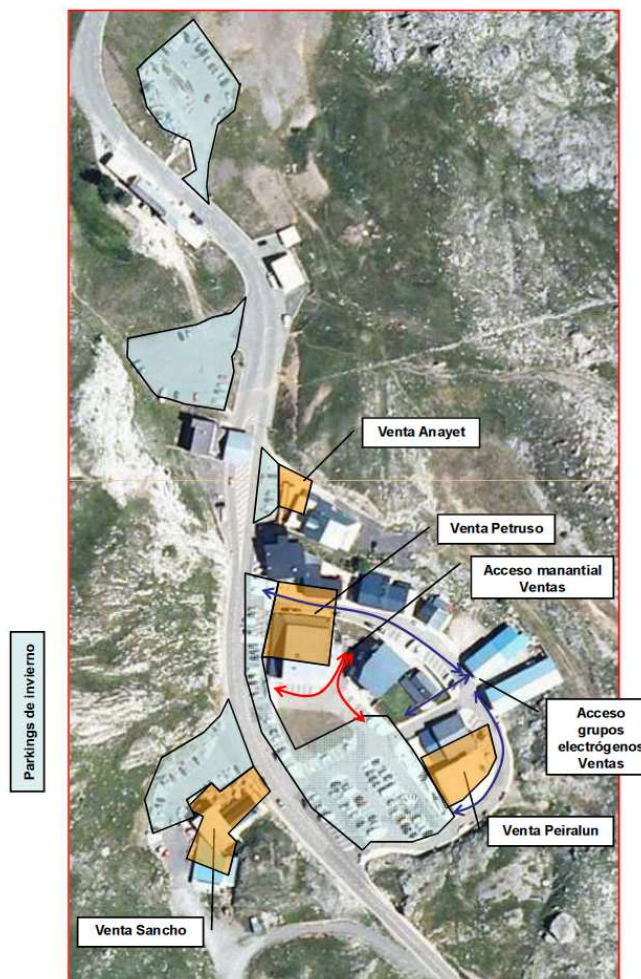 Venta Anayet
Venta Petruso
Acceso manantial
Ventas
Parkings de invierno
Acceso
grupos
electrógenos
Ventas
Venta Peiralun
Venta Sancho